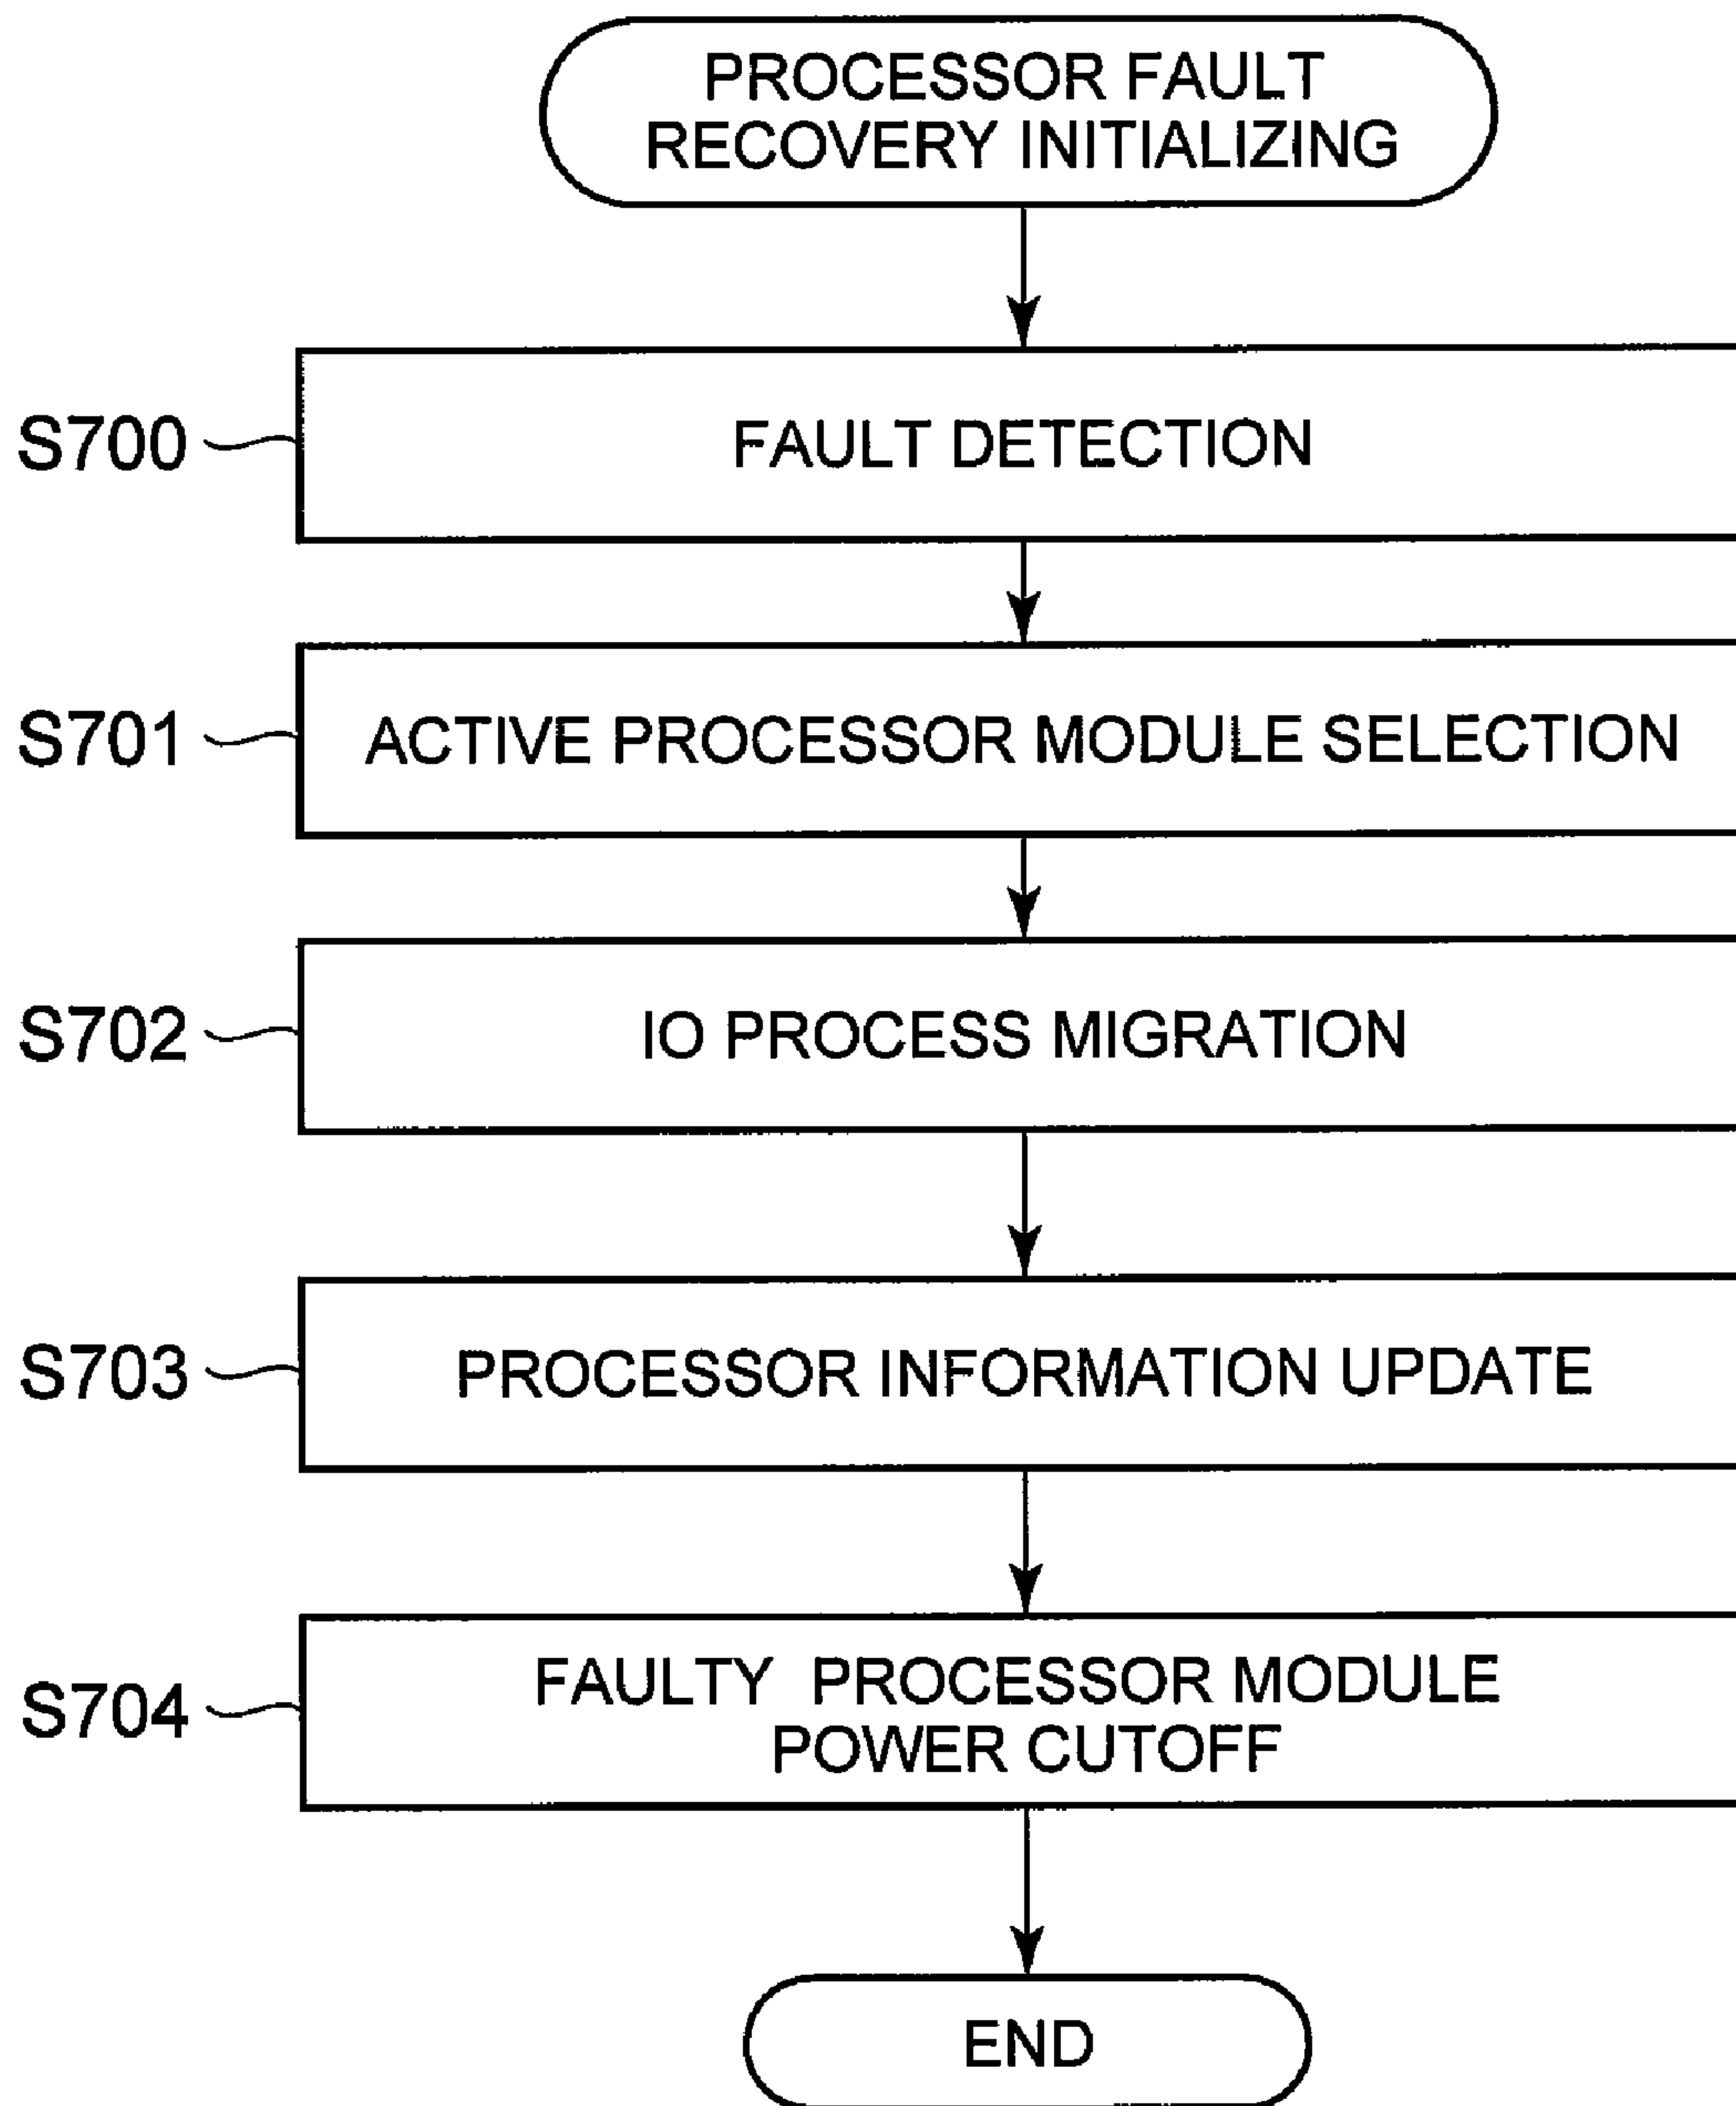 PROCESSOR FAULT
RECOVERY INITIALIZING
S700
FAULT DETECTION
S701
ACTIVE PROCESSOR MODULE SELECTION
S702
IO PROCESS MIGRATION
S703
PROCESSOR INFORMATION UPDATE
S704
FAULTY PROCESSOR MODULE
POWER CUTOFF
END